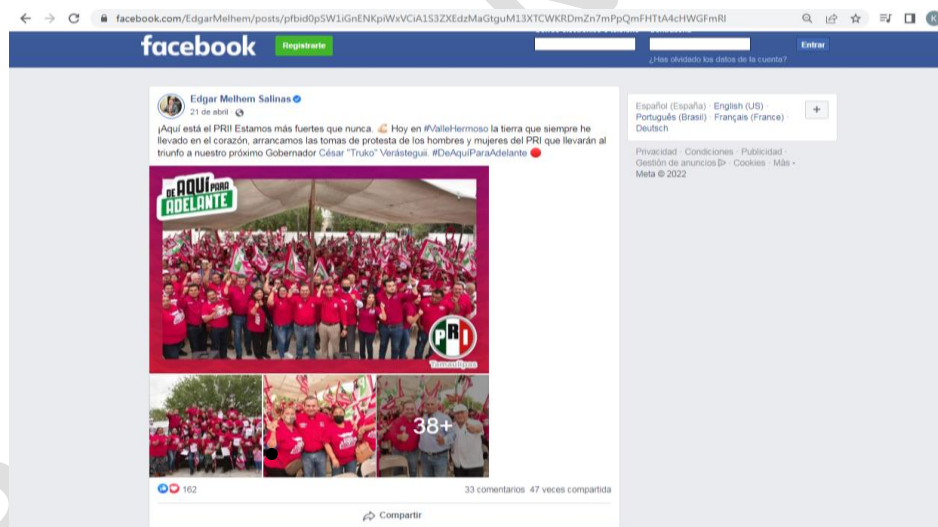 facebook.com/EdgarMelhem/posts/
facebook
Registrarte
Entrar
¿Has olvidado los datos de la cuenta?
Edgar Melhem Salinas
21 de abril ·
¡Aquí está el PRI! Estamos más fuertes que nunca. 💪 Hoy en #ValleHermoso la tierra que siempre he
llevado en el corazón, arrancamos las tomas de protesta de los hombres y mujeres del PRI que llevarán al
triunfo a nuestro próximo Gobernador César "Truko" Verásteguii. #DeAquíParaAdelante 🔴
DE AQUÍ PARA
ADELANTE
PRI
Tamaulipas
38+
162
33 comentarios 47 veces compartida
Compartir
Español (España) · English (US) ·
Português (Brasil) · Français (France) ·
Deutsch
+
Privacidad · Condiciones · Publicidad ·
Gestión de anuncios · Cookies · Más ·
Meta © 2022